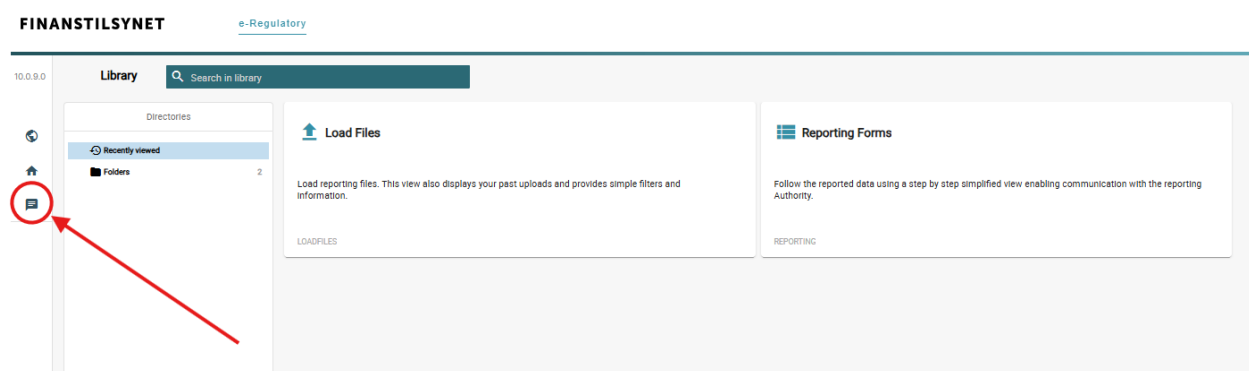 FINANSTILSYNET
e-Regulatory
10.0.9.0
Library
Search in library
Directories
Recently viewed
Folders 2
Load Files
Load reporting files. This view also displays your past uploads and provides simple filters and
information.
LOADFILES
Reporting Forms
Follow the reported data using a step by step simplified view enabling communication with the reporting
Authority.
REPORTING